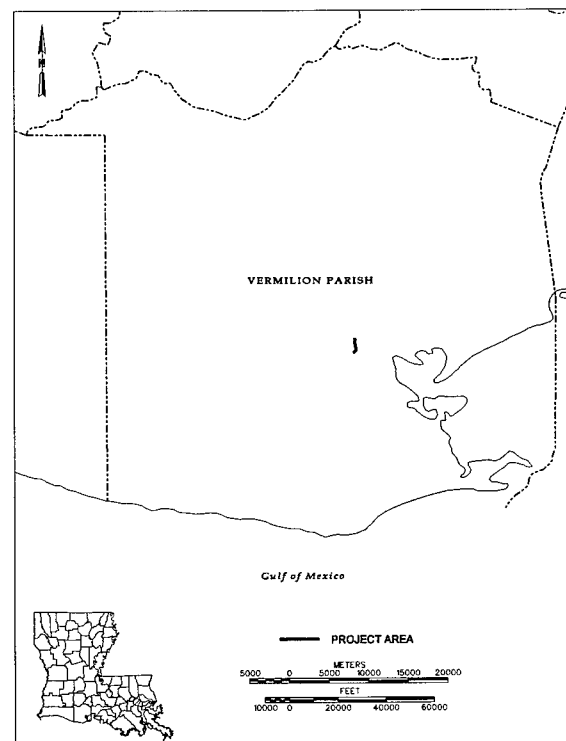 N
VERMILION PARISH
Gulf of Mexico
PROJECT AREA
METERS
5000 0 5000 10000 15000 20000
FEET
10000 0 20000 40000 60000